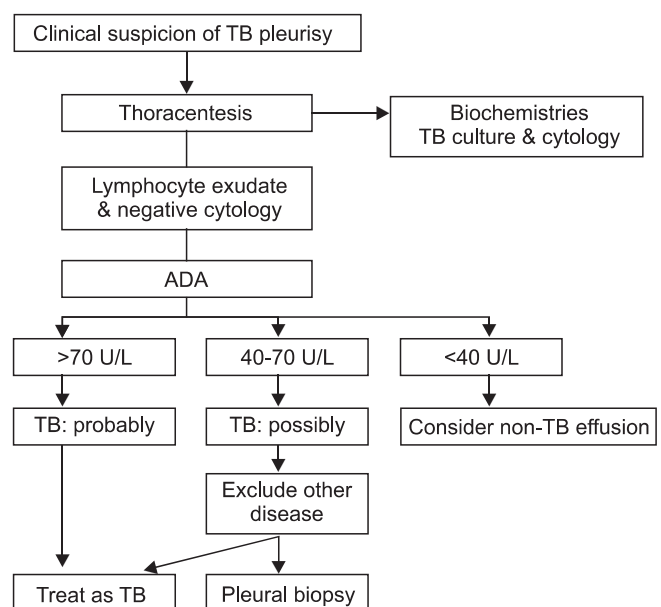 Clinical suspicion of TB pleurisy
Thoracentesis
Biochemistries
TB culture & cytology
Lymphocyte exudate
& negative cytology
ADA
>70 U/L
40-70 U/L
<40 U/L
TB: probably
TB: possibly
Consider non-TB effusion
Exclude other
disease
Treat as TB
Pleural biopsy